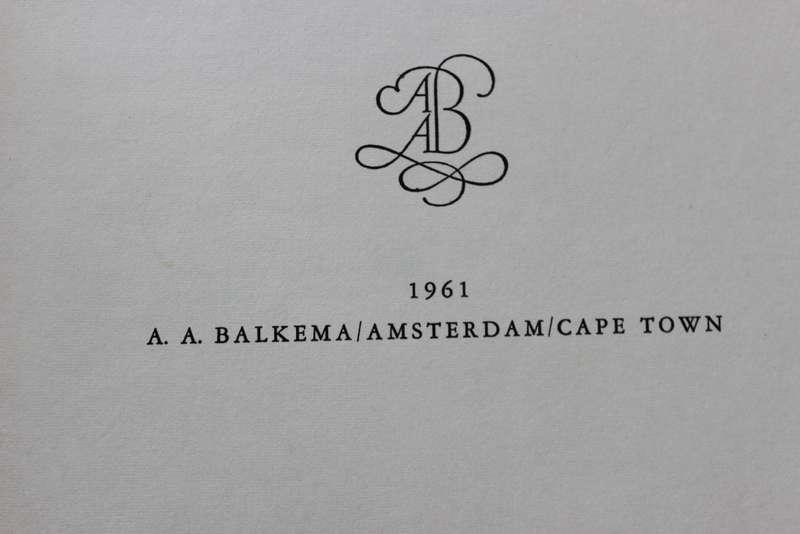 AAB
1961
A. A. BALKEMA/AMSTERDAM/CAPE TOWN